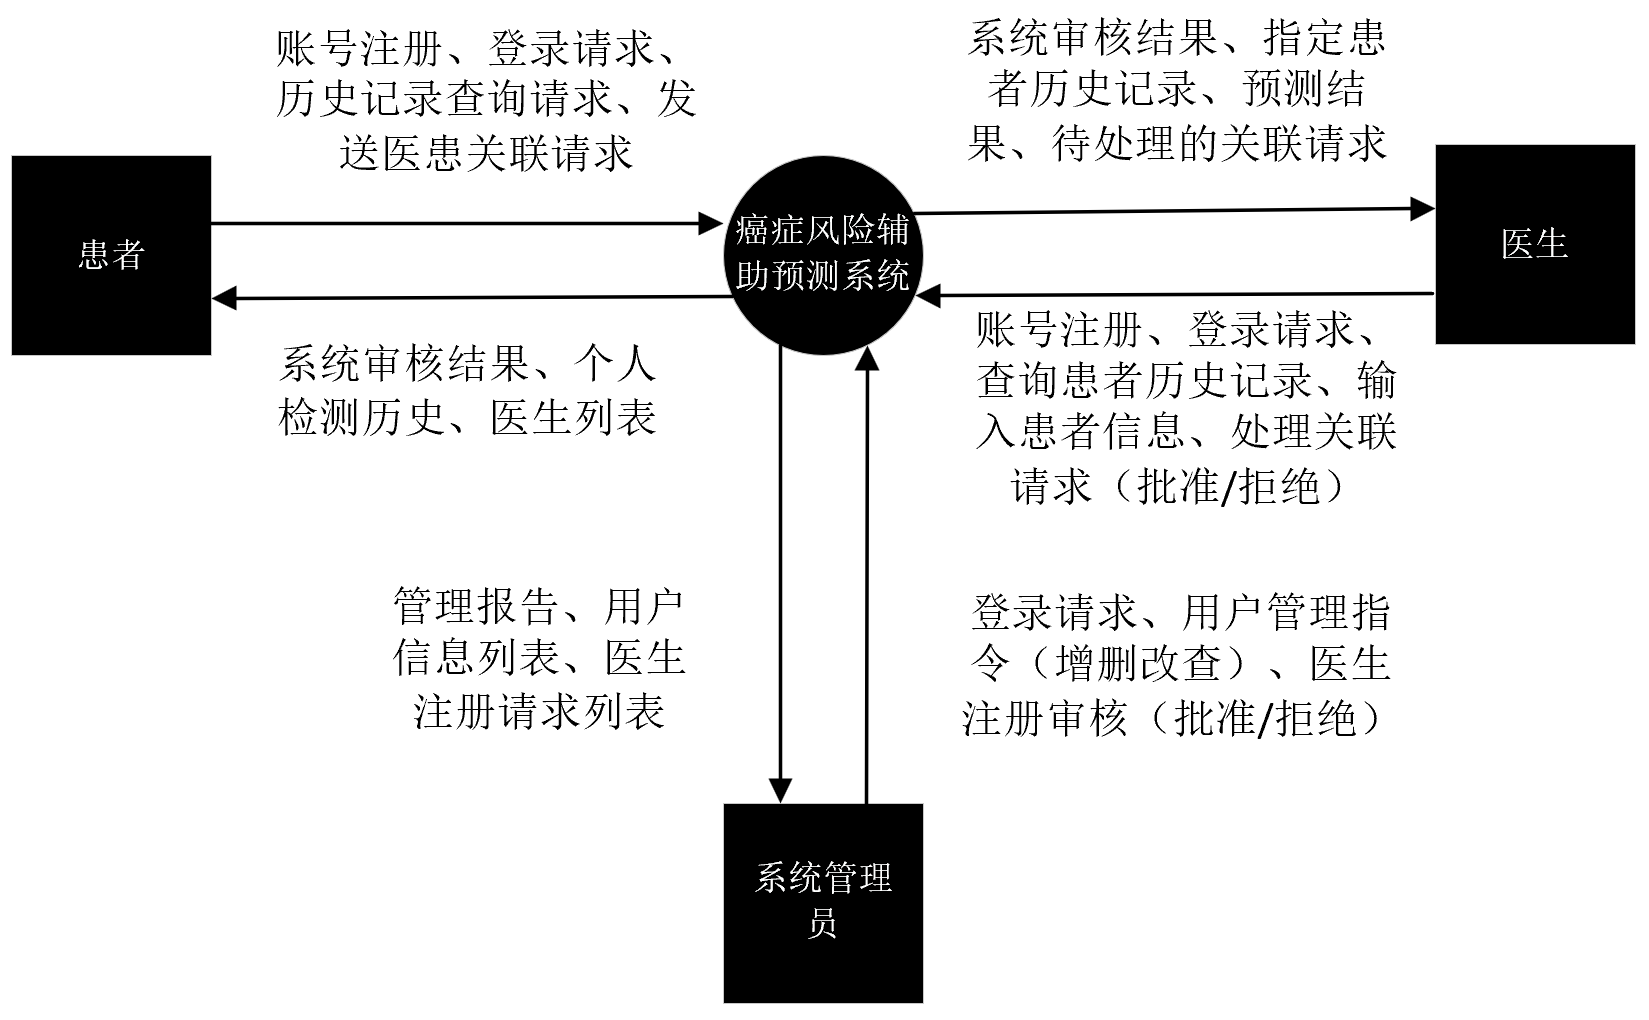 账号注册、登录请求、
历史记录查询请求、发
送医患关联请求
系统审核结果、指定患
者历史记录、预测结
果、待处理的关联请求
患者
癌症风险辅
助预测系统
医生
系统审核结果、个人
检测历史、医生列表
账号注册、登录请求、
查询患者历史记录、输
入患者信息、处理关联
请求（批准/拒绝）
管理报告、用户
信息列表、医生
注册请求列表
登录请求、用户管理指
令（增删改查）、医生
注册审核（批准/拒绝）
系统管理
员